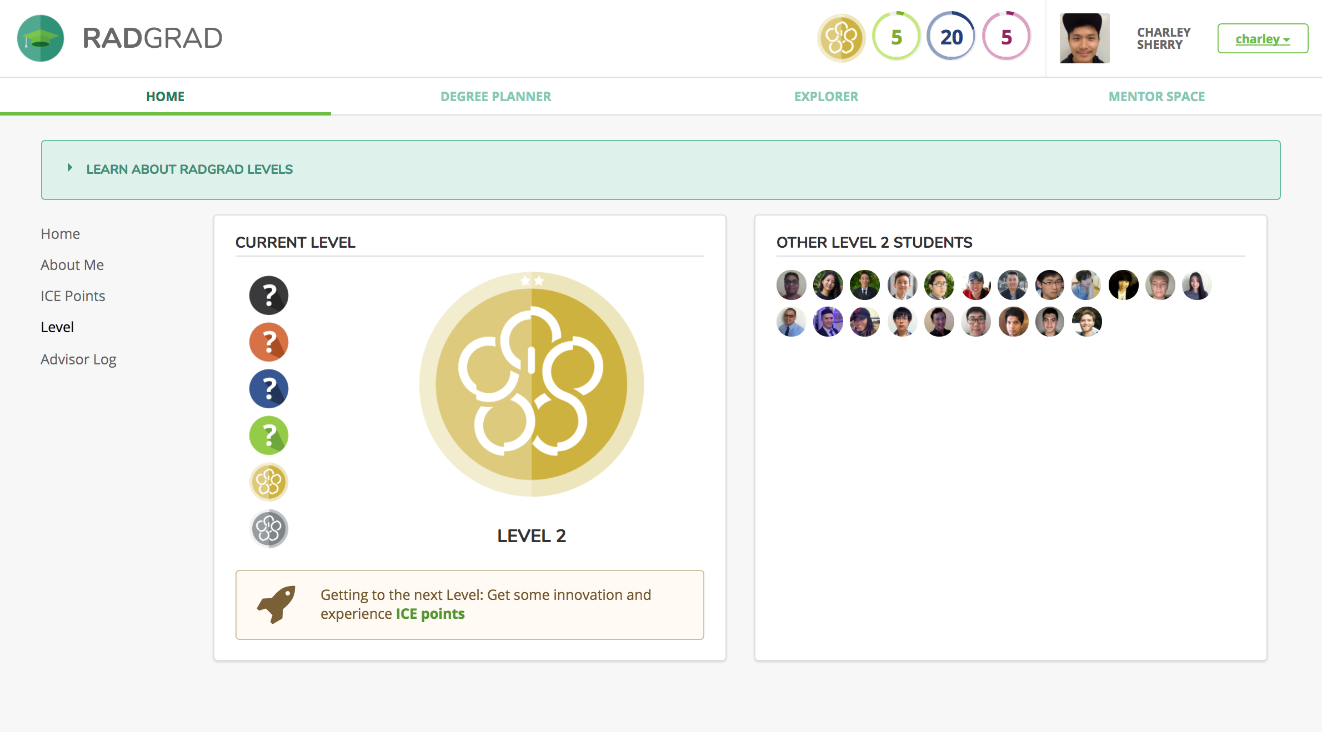 RADGRAD
5
20
5
CHARLEY
SHERRY
charley
HOME
DEGREE PLANNER
EXPLORER
MENTOR SPACE
LEARN ABOUT RADGRAD LEVELS
Home
About Me
ICE Points
Level
Advisor Log
CURRENT LEVEL
?
?
?
?
LEVEL 2
Getting to the next Level: Get some innovation and
experience ICE points
OTHER LEVEL 2 STUDENTS